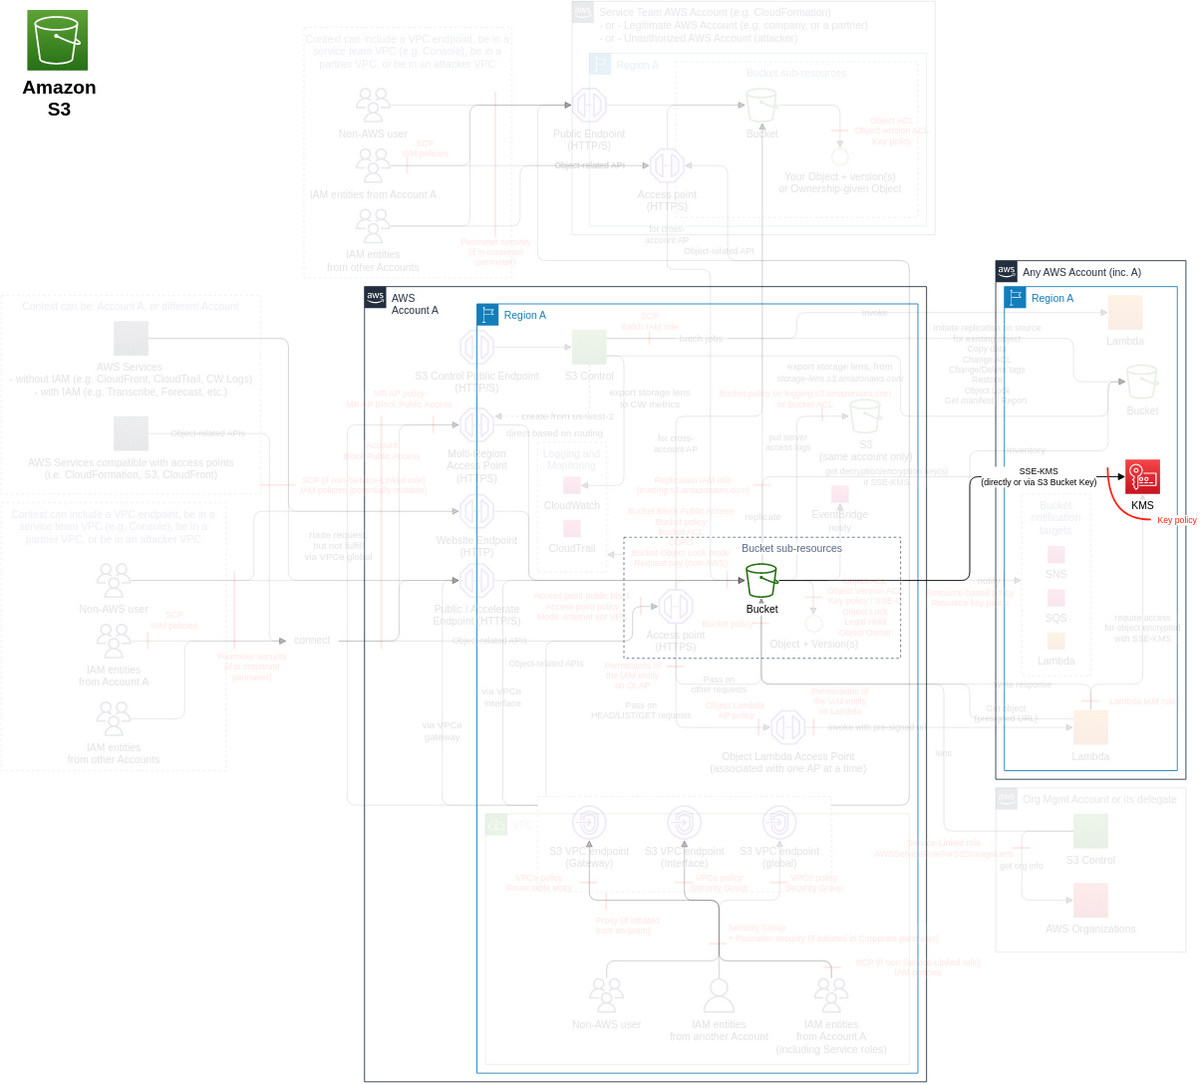 aws
Service Team AWS Account (e.g. CloudFormation)
- or - Legitimate AWS Account (e.g. company, or a partner)
- or - Unauthorized AWS Account (attacker)
Amazon
S3
Context can include a VPC endpoint, be in a
service team VPC (e.g. Console), be in a
partner VPC, or be in an attacker VPC
Region A
Bucket sub-resources
Non-AWS user
Public Endpoint
(HTTP/S)
Bucket
Object ACL
Object version ACL
Key policy
SCP
IAM policies
Object-related API
IAM entities from Account A
Access point
(HTTPS)
Your Object + version(s)
or Ownership-given Object
IAM entities
from other Accounts
Perimeter security
(if in corporate
perimeter)
for cross-
account AP
Object-related API
aws
Any AWS Account (inc. A)
aws
AWS
Account A
Region A
Region A
Context can be: Account A, or different Account
AWS Services
- without IAM (e.g. CloudFront, CloudTrail, CW Logs)
- with IAM (e.g. Transcribe, Forecast, etc.)
Object-related APIs
AWS Services compatible with access points
(i.e. CloudFormation, S3, CloudFront)
S3 Control Public Endpoint
(HTTP/S)
S3 Control
SCP
Batch IAM role
batch jobs
invoke
Lambda
Initiate replication on source
for existing object
Copy data
Change ACL
Change/Delete tags
Restore
Object Lock
Get manifest / Report
Bucket
export storage lens, from
storage-lens.s3.amazonaws.com
export storage lens
to CW metrics
MR AP policy
MR AP Block Public Access
Bucket policy on logging.s3.amazonaws.com
or Bucket ACL
create from us-west-2
direct based on routing
Multi-Region
Access Point
(HTTPS)
Account
Block Public Access
for cross-
account AP
put server
access logs
S3
(same account only)
inventory
Logging and
Monitoring
CloudWatch
CloudTrail
SCP (if non-Service-Linked role)
IAM policies (potentially mutable)
get decryption/encryption key(s)
if SSE-KMS
SSE-KMS
(directly or via S3 Bucket Key)
KMS
Key policy
EventBridge
notify
replicate
Bucket Block Public Access
Bucket policy
Bucket Object Lock mode
Request pay (non-AWS)
Bucket
notification
targets
SNS
SQS
Lambda
Context can include a VPC endpoint, be in a
service team VPC (e.g. Console), be in a
partner VPC, or be in an attacker VPC
route request
but not fulfill
via VPCe global
Website Endpoint
(HTTP)
Bucket sub-resources
Bucket
Non-AWS user
Public / Accelerate
Endpoint (HTTP/S)
Access point public block
Access point policy
Mode: Internet (or VPC)
Object Version ACL
Object Lock
Legal Hold
Object Owner
notify
Resource-based policy
Resource key policy
require access
for object encrypted
with SSE-KMS
SCP
IAM policies
IAM entities
from Account A
connect
Perimeter security
(if in corporate
perimeter)
Object-related APIs
Access point
(HTTPS)
Bucket policy
Object + Version(s)
Object-related APIs
Permissions of
the IAM entity
on OLAP
Pass on
other requests
Permissions of
the IAM entity
on Lambda
write response
Lambda IAM role
via VPCe
interface
via VPCe
gateway
Pass on
HEAD/LIST/GET requests
Object Lambda
AP policy
Get object
(presigned URL)
Lambda
Object Lambda Access Point
(associated with one AP at a time)
IAM entities
from other Accounts
lens
aws
Org Mgmt Account or its delegate
VPC
S3 VPC endpoint
(Gateway)
S3 VPC endpoint
(Interface)
S3 VPC endpoint
(global)
VPCe policy
Route table entry
VPCe policy
Security Group
VPCe policy
Security Group
Service-Linked role
get org info
S3 Control
AWS Organizations
Proxy (if initiated
from on-prem)
Security Group
+ Perimeter security (if initiated in Corporate perimeter)
SCP (if non-Service-Linked role)
IAM policies
Non-AWS user
IAM entities
from another Account
IAM entities
from Account A
(including Service roles)